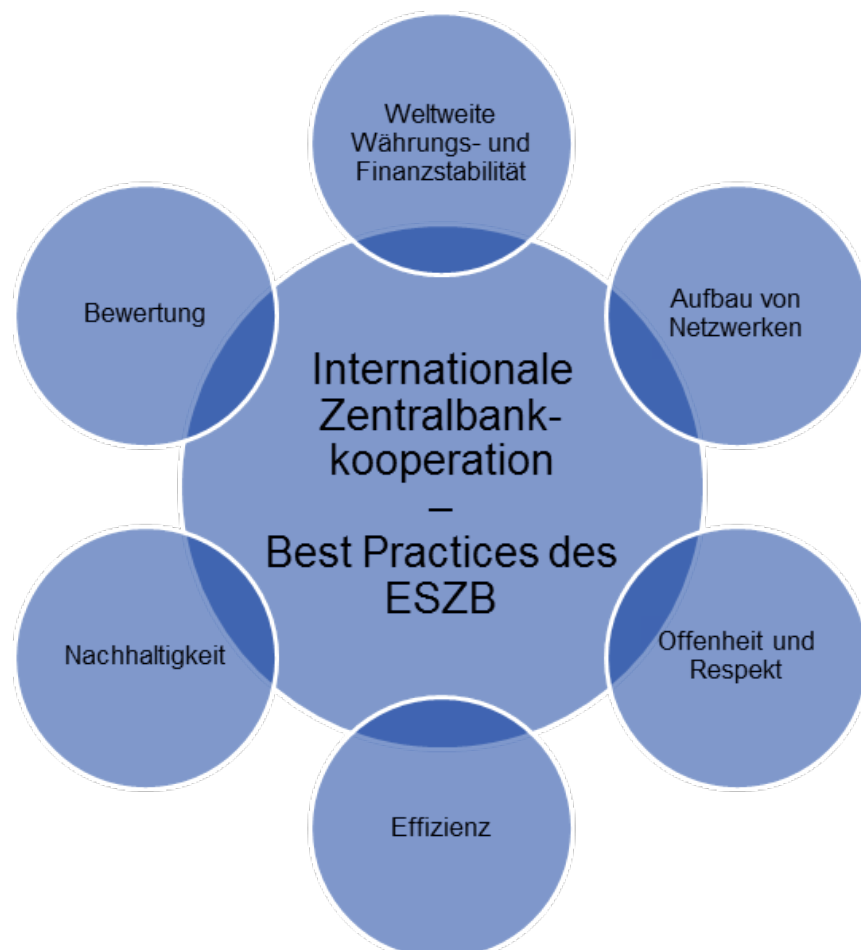 Weltweite
Währungs- und
Finanzstabilität
Aufbau von
Netzwerken
Offenheit und
Respekt
Effizienz
Nachhaltigkeit
Bewertung
Internationale
Zentralbank-
kooperation
–
Best Practices des
ESZB